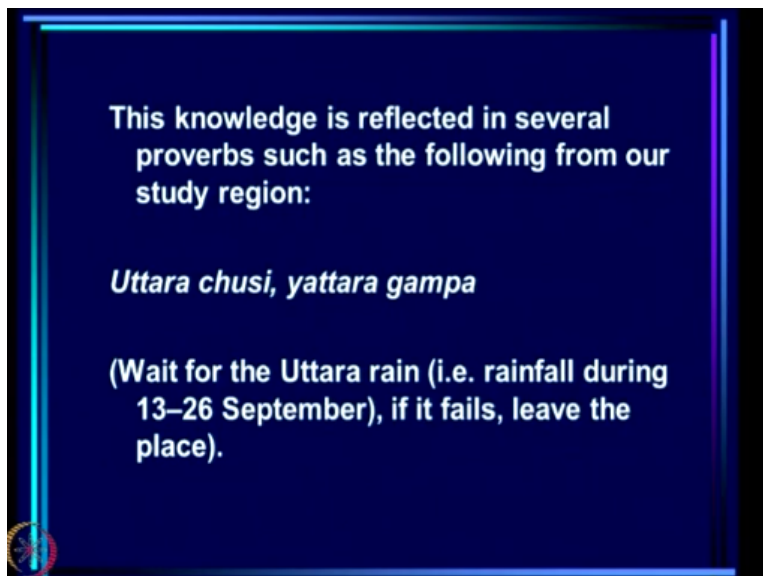 This knowledge is reflected in several
proverbs such as the following from our
study region:
Uttara chusi, yattara gampa
(Wait for the Uttara rain (i.e. rainfall during
13–26 September), if it fails, leave the
place).